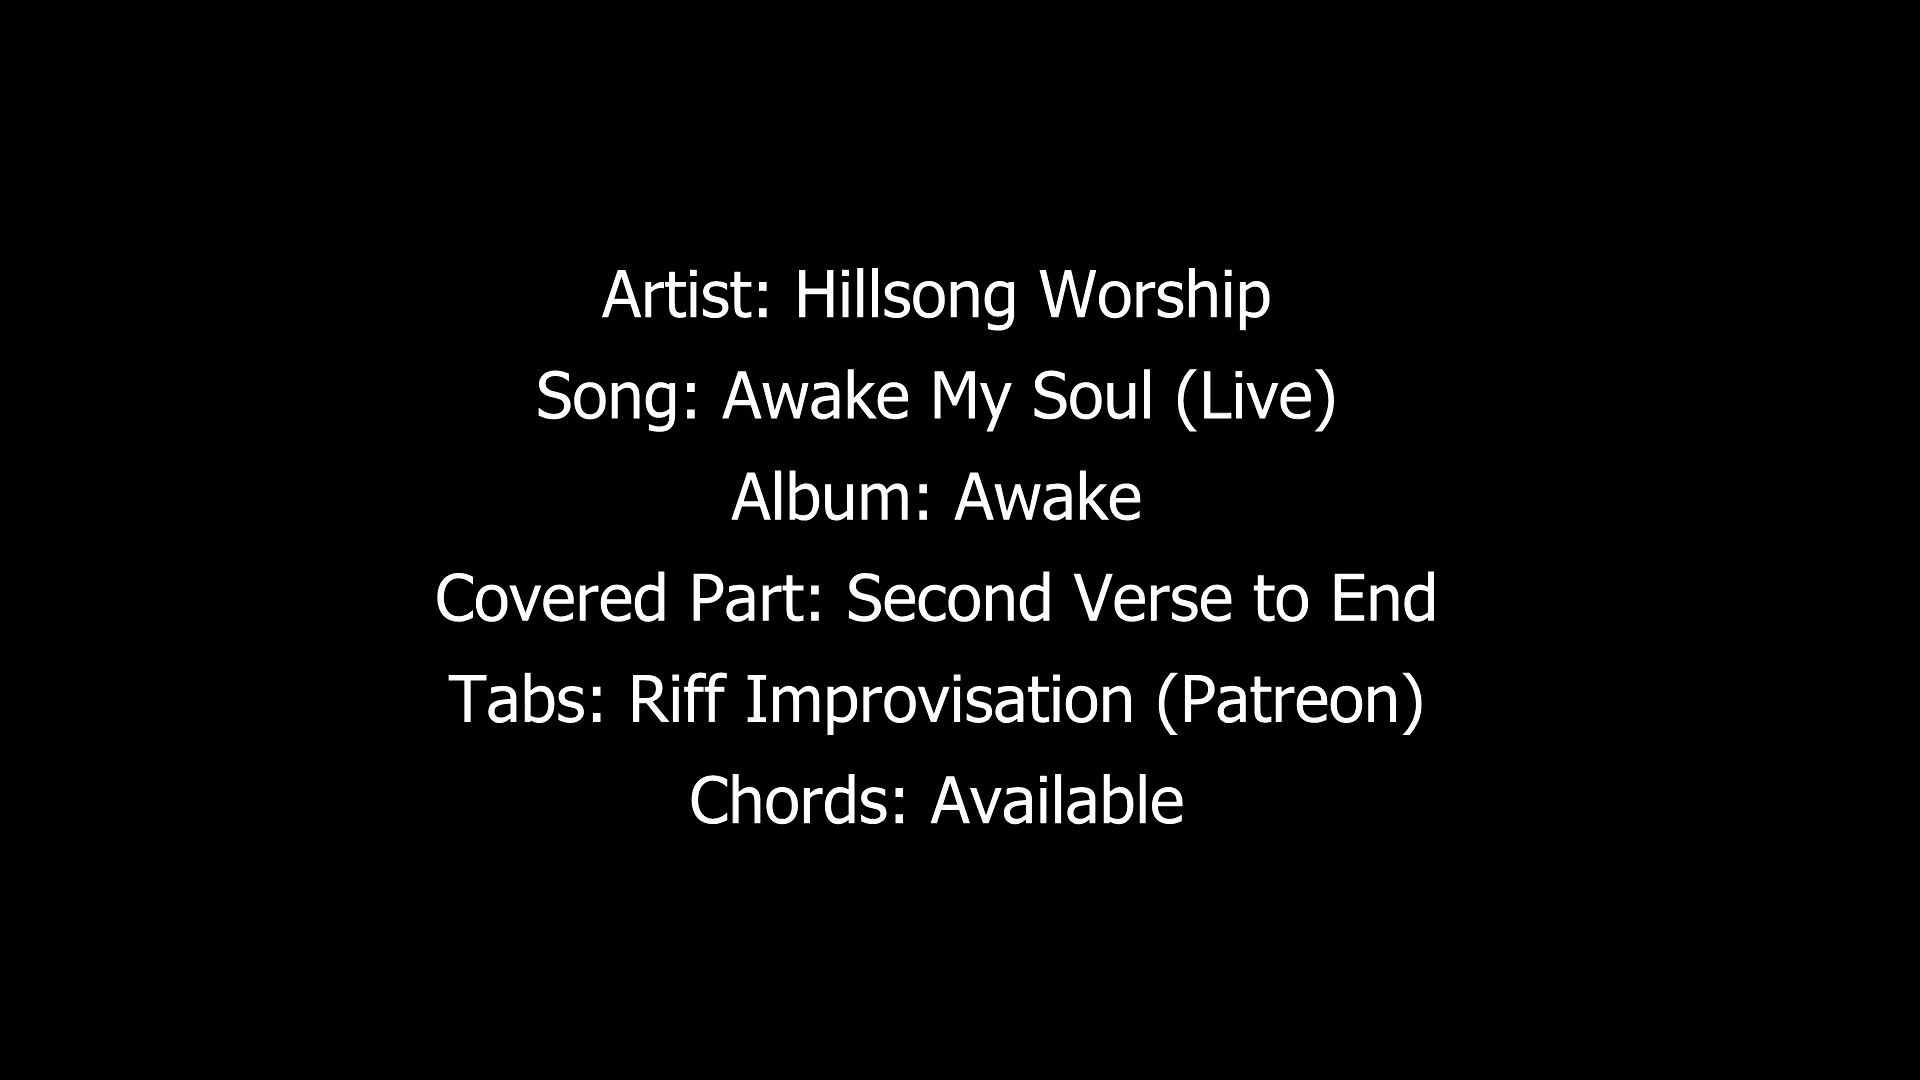 Artist: Hillsong Worship
Song: Awake My Soul (Live)
Album: Awake
Covered Part: Second Verse to End
Tabs: Riff Improvisation (Patreon)
Chords: Available